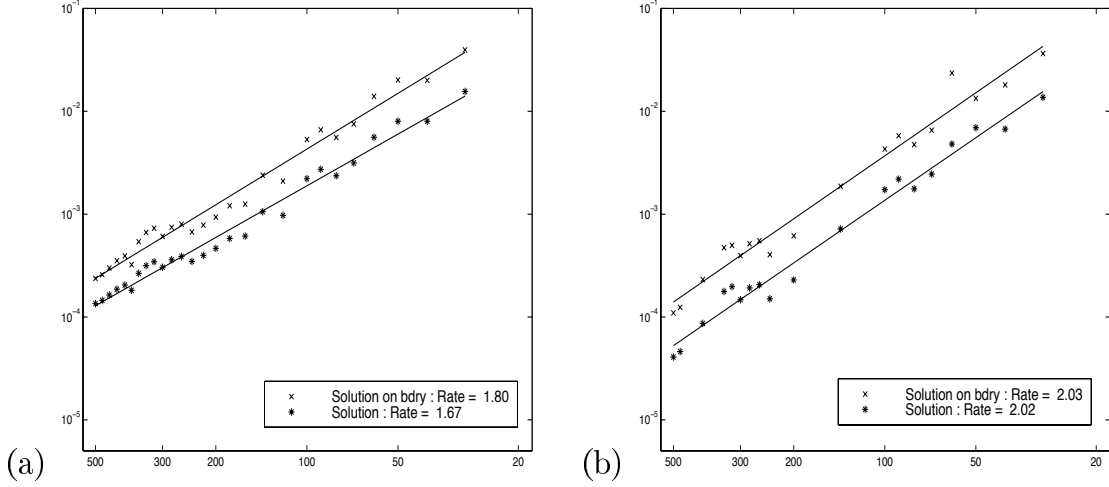 10^-1
10^-2
10^-3
10^-4
10^-5
500 300 200 100 50 20
× Solution on bdry : Rate = 1.80
* Solution : Rate = 1.67
(a)
10^-1
10^-2
10^-3
10^-4
10^-5
500 300 200 100 50 20
× Solution on bdry : Rate = 2.03
* Solution : Rate = 2.02
(b)